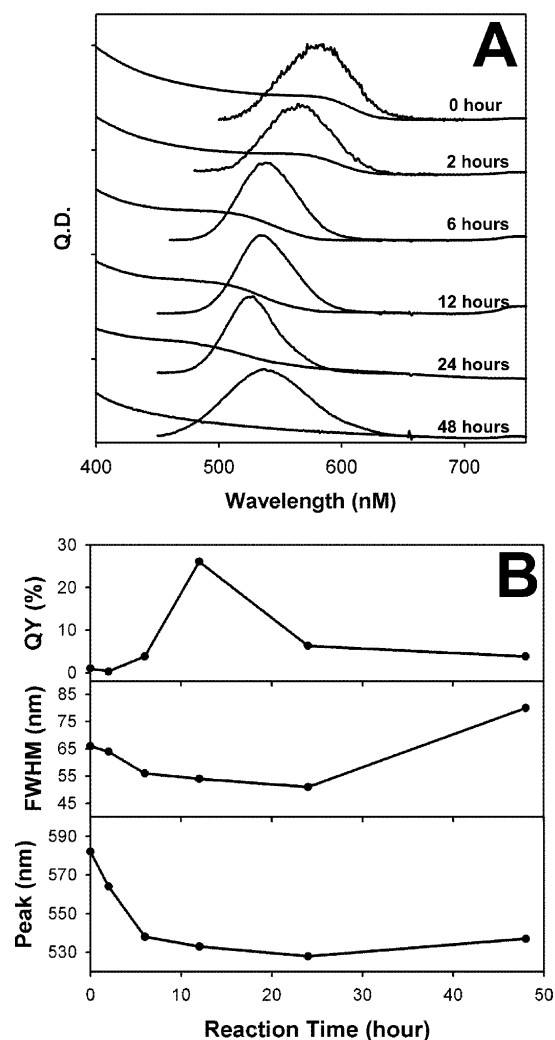 A
0 hour
2 hours
6 hours
12 hours
24 hours
48 hours
Q.D.
400 500 600 700
Wavelength (nM)
B
30
20
10
0
QY (%)
85
75
65
55
45
FWHM (nm)
590
570
550
530
Peak (nm)
0 10 20 30 40 50
Reaction Time (hour)